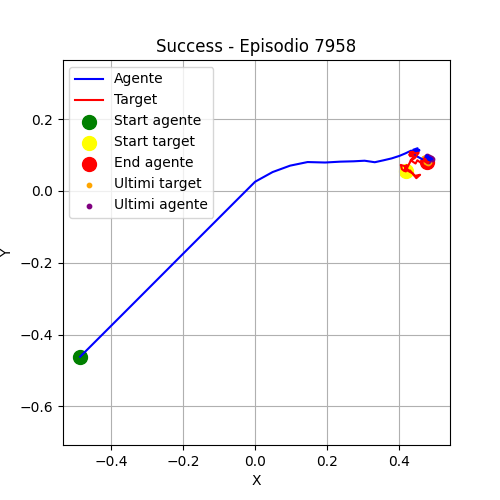 Success - Episodio 7958
Agente
Target
Start agente
Start target
End agente
Ultimi target
Ultimi agente
Y
0.2
0.0
−0.2
−0.4
−0.6
−0.4
−0.2
0.0
0.2
0.4
X